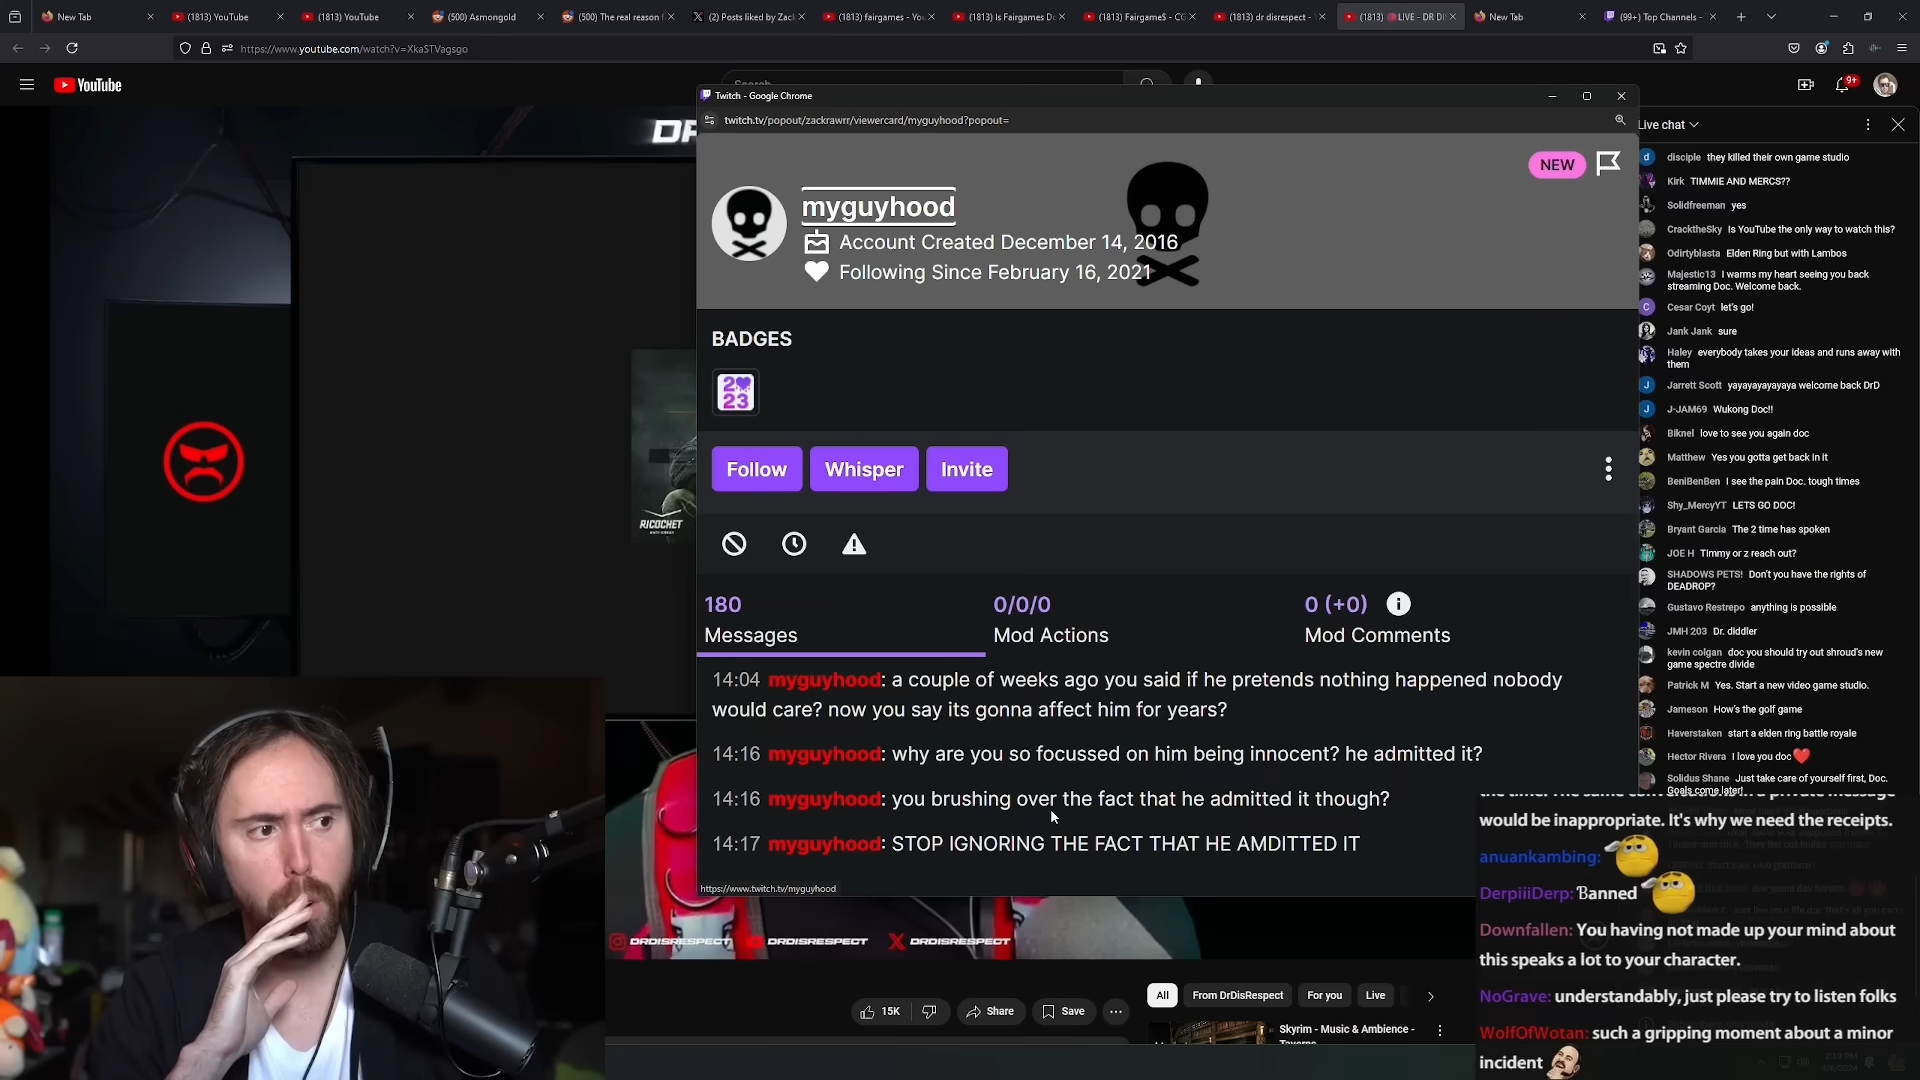 New Tab
(1813) YouTube
(1813) YouTube
(500) Asmongold
(500) The real reason f
(2) Posts liked by Zac
(1813) fairgames - You
(1813) Is Fairgames D
(1813) Fairgame$ - CG
(1813) dr disrespect -
(1813) LIVE - DR DI
New Tab
(99+) Top Channels -
https://www.youtube.com/watch?v=XkaSTVagsgo
YouTube
Search
9+
Twitch - Google Chrome
twitch.tv/popout/zackrawrr/viewercard/myguyhood?popout=
NEW
myguyhood
Account Created December 14, 2016
Following Since February 16, 2021
BADGES
2
23
Follow
Whisper
Invite
180
Messages
0/0/0
Mod Actions
0 (+0)
Mod Comments
14:04 myguyhood: a couple of weeks ago you said if he pretends nothing happened nobody
would care? now you say its gonna affect him for years?
14:16 myguyhood: why are you so focussed on him being innocent? he admitted it?
14:16 myguyhood: you brushing over the fact that he admitted it though?
14:17 myguyhood: STOP IGNORING THE FACT THAT HE AMDITTED IT
https://www.twitch.tv/myguyhood
RICOCHET
Live chat
disciple they killed their own game studio
Kirk TIMMIE AND MERCS??
Solidfreeman yes
CracktheSky Is YouTube the only way to watch this?
Odirtyblasta Elden Ring but with Lambos
Majestic13 I warms my heart seeing you back
streaming Doc. Welcome back.
Cesar Coyt let's go!
Jank Jank sure
Haley everybody takes your ideas and runs away with
them
Jarrett Scott yayayayayayaya welcome back DrD
J-JAM69 Wukong Doc!!
Biknel love to see you again doc
Matthew Yes you gotta get back in it
BeniBenBen I see the pain Doc. tough times
Shy_MercyYT LETS GO DOC!
Bryant Garcia The 2 time has spoken
JOE H Timmy or z reach out?
SHADOWS PETS! Don't you have the rights of
DEADROP?
Gustavo Restrepo anything is possible
JMH 203 Dr. diddler
kevin colgan doc you should try out shroud's new
game spectre divide
Patrick M Yes. Start a new video game studio.
Jameson How's the golf game
Haverstaken start a elden ring battle royale
Hector Rivera I love you doc
Solidus Shane Just take care of yourself first, Doc.
Goals come later!
would be inappropriate. It's why we need the receipts.
anuankambing:
DerpiiiDerp: Banned
Downfallen: You having not made up your mind about
this speaks a lot to your character.
NoGrave: understandably, just please try to listen folks
WolfOfWotan: such a gripping moment about a minor
incident
DRDISRESPECT
DRDISRESPECT
DRDISRESPECT
15K
Share
Save
All
From DrDisRespect
For you
Live
Skyrim - Music & Ambience -